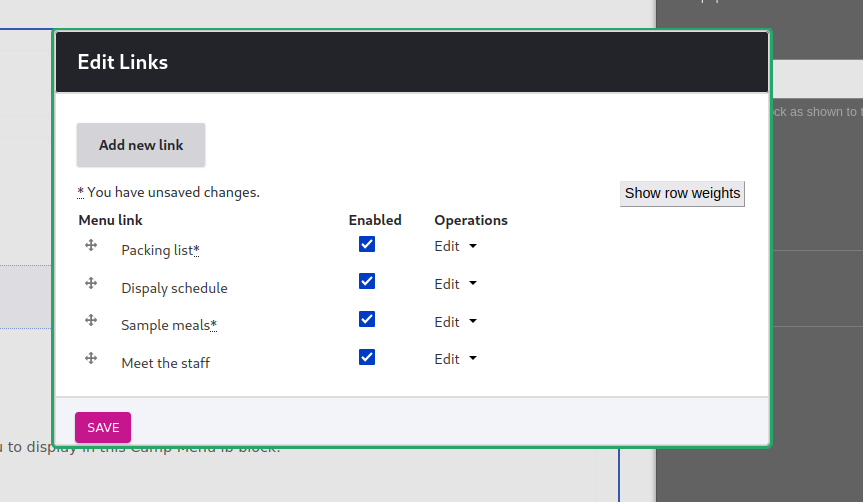 Edit Links
ck as shown to
Add new link
* You have unsaved changes.
Show row weights
Menu link Enabled Operations
Packing list* Edit
Dispaly schedule Edit
Sample meals* Edit
Meet the staff Edit
SAVE
to display in this Camp Menu ib block.